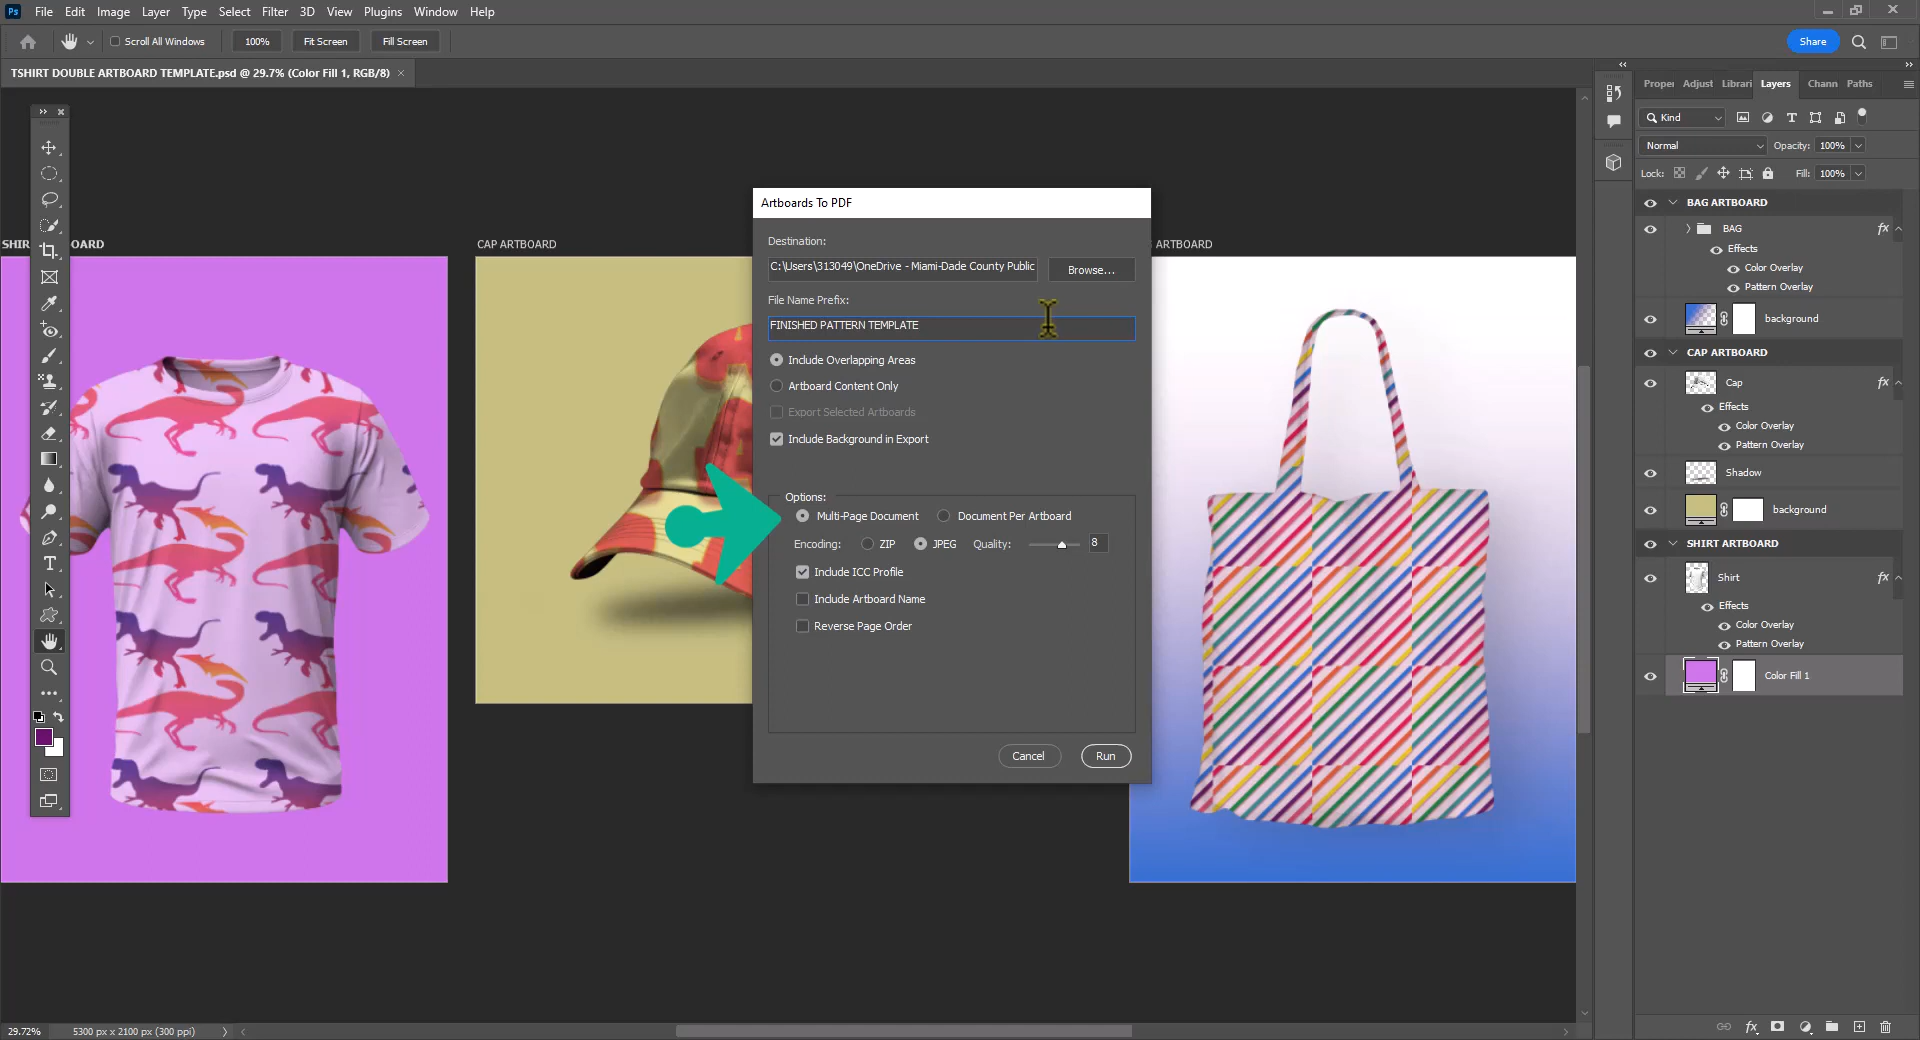 Ps File Edit Image Layer Type Select Filter 3D View Plugins Window Help
Scroll All Windows 100% Fit Screen Fill Screen Share
TSHIRT DOUBLE ARTBOARD TEMPLATE.psd @ 29.7% (Color Fill 1, RGB/8) ×
SHIR OARD
CAP ARTBOARD
ARTBOARD
Artboards To PDF
Destination:
C:\Users\313049\OneDrive - Miami-Dade County Public
Browse...
File Name Prefix:
FINISHED PATTERN TEMPLATE
Include Overlapping Areas
Artboard Content Only
Export Selected Artboards
Include Background in Export
Options:
Multi-Page Document Document Per Artboard
Encoding: ZIP JPEG Quality: 8
Include ICC Profile
Include Artboard Name
Reverse Page Order
Cancel Run
Proper Adjust Librari Layers Chann Paths
Kind
Normal Opacity: 100%
Lock: Fill: 100%
BAG ARTBOARD
BAG fx
Effects
Color Overlay
Pattern Overlay
background
CAP ARTBOARD
Cap fx
Effects
Color Overlay
Pattern Overlay
Shadow
background
SHIRT ARTBOARD
Shirt fx
Effects
Color Overlay
Pattern Overlay
Color Fill 1
29.72% 5300 px x 2100 px (300 ppi)
fx